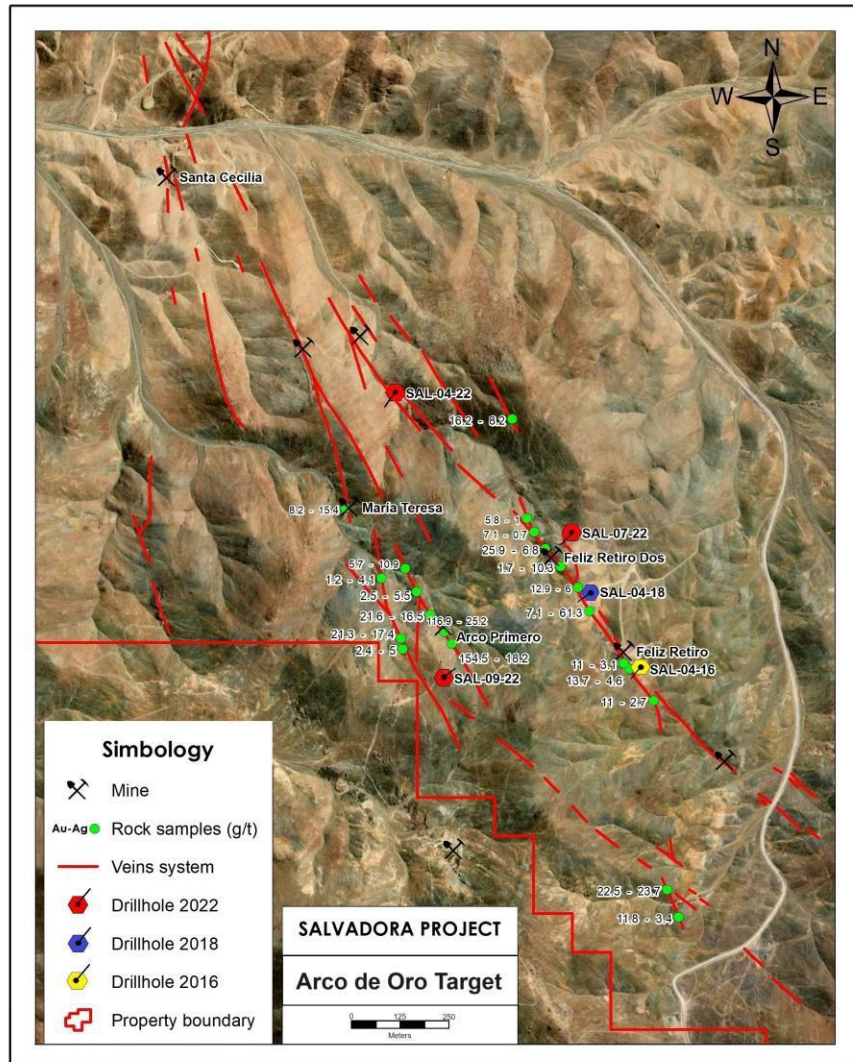 N
W E
S
Santa Cecilia
SAL-04-22
16.2 - 6.2
8.2 - 15.4
María Teresa
5.8 - 1
7.1 - 0.7
SAL-07-22
25.9 - 6.8
Feliz Retiro Dos
1.7 - 10.3
5.7 - 10.9
1.2 - 4.1
12.9 - 6
SAL-04-18
2.5 - 5.5
7.1 - 61.3
21.6 - 16.5
116.9 - 25.2
21.3 - 17.4
Arco Primero
2.4 - 5
154.5 - 18.2
Feliz Retiro
11 - 3.1
SAL-04-16
13.7 - 4.6
SAL-09-22
11 - 2.7
22.5 - 23.7
11.8 - 3.4
Simbology
Mine
Au-Ag Rock samples (g/t)
Veins system
Drillhole 2022
Drillhole 2018
Drillhole 2016
Property boundary
SALVADORA PROJECT
Arco de Oro Target
0 125 250
Meters